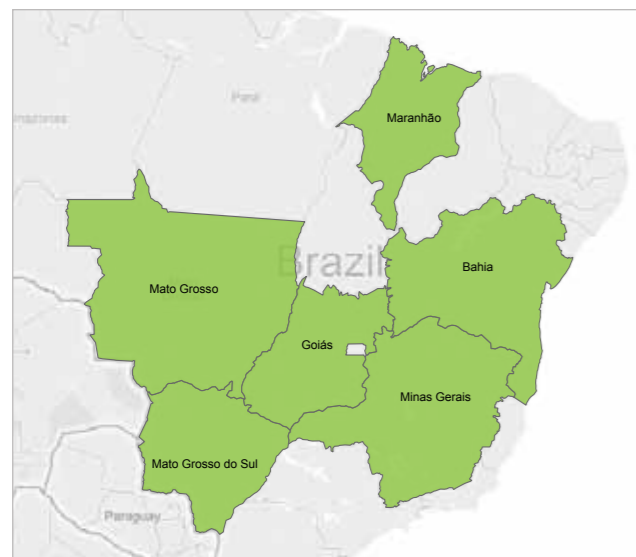 Maranhão
Pará
Brazil
Bahia
Mato Grosso
Goiás
Minas Gerais
Mato Grosso do Sul
Paraguay